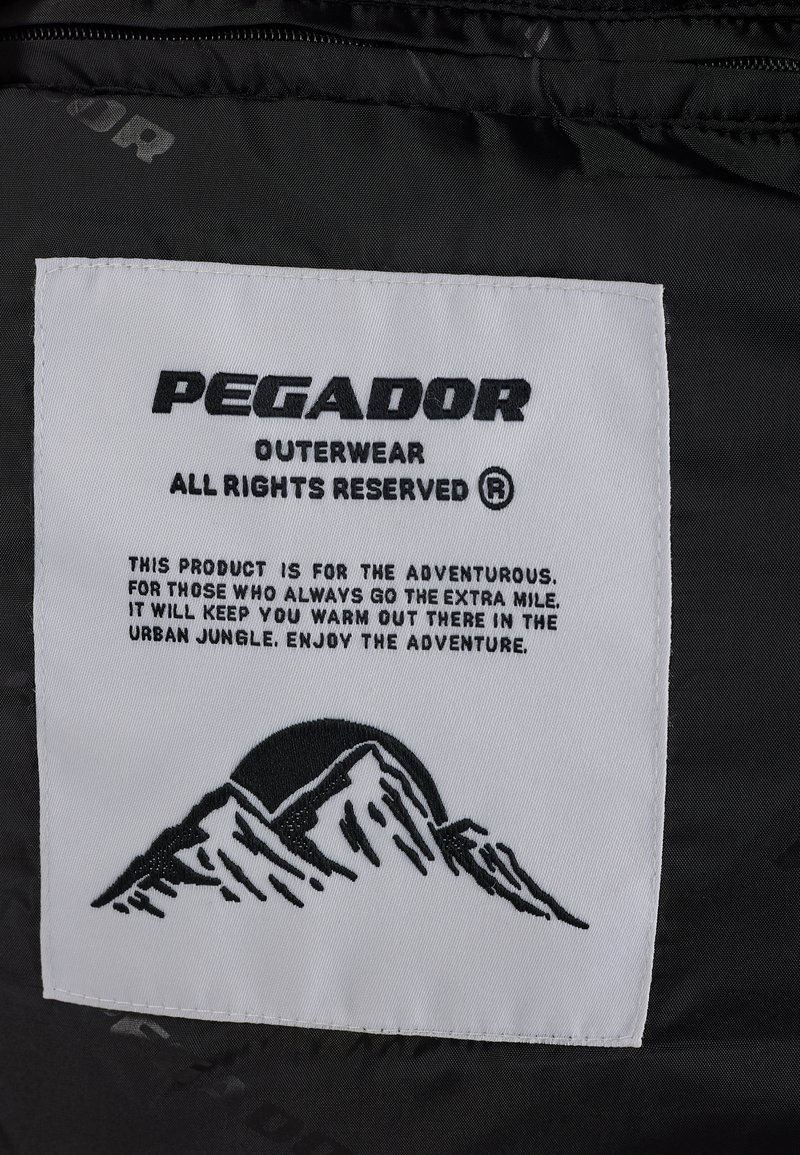 DOR
PEGADOR
OUTERWEAR
ALL RIGHTS RESERVED ®
THIS PRODUCT IS FOR THE ADVENTUROUS.
FOR THOSE WHO ALWAYS GO THE EXTRA MILE.
IT WILL KEEP YOU WARM OUT THERE IN THE
URBAN JUNGLE. ENJOY THE ADVENTURE.